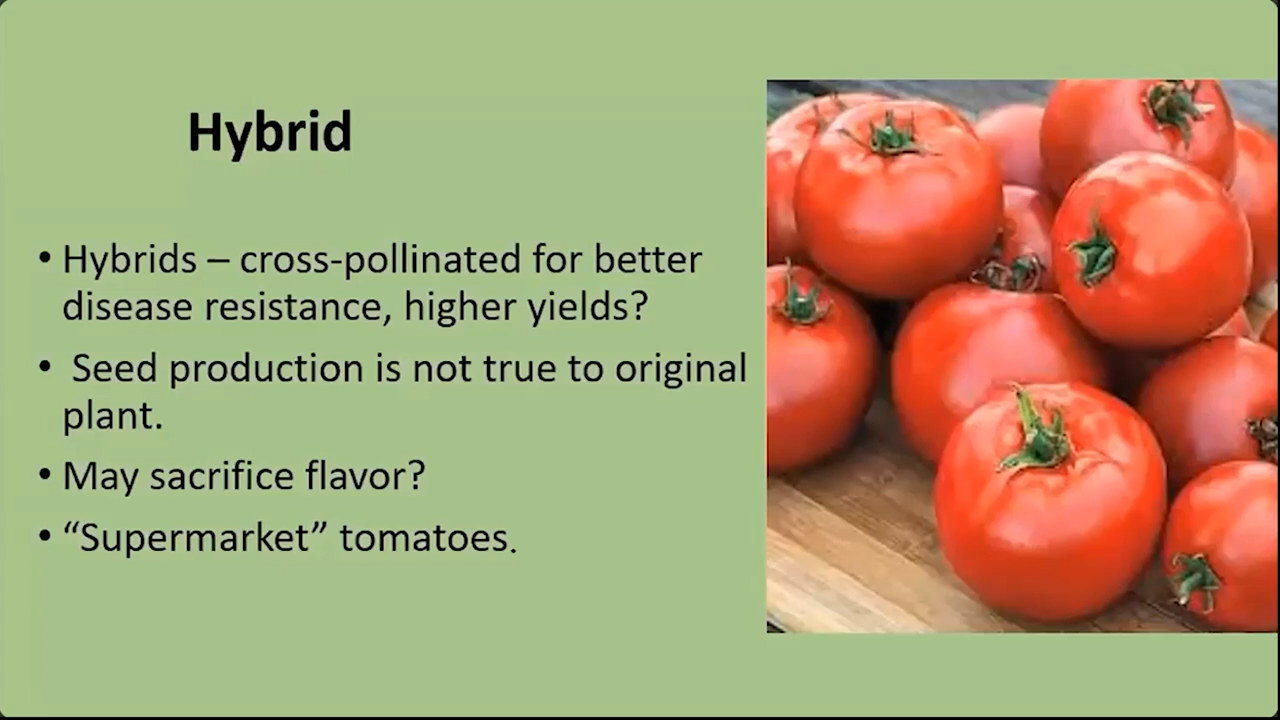 Hybrid
• Hybrids – cross-pollinated for better
disease resistance, higher yields?
• Seed production is not true to original
plant.
• May sacrifice flavor?
• “Supermarket” tomatoes.